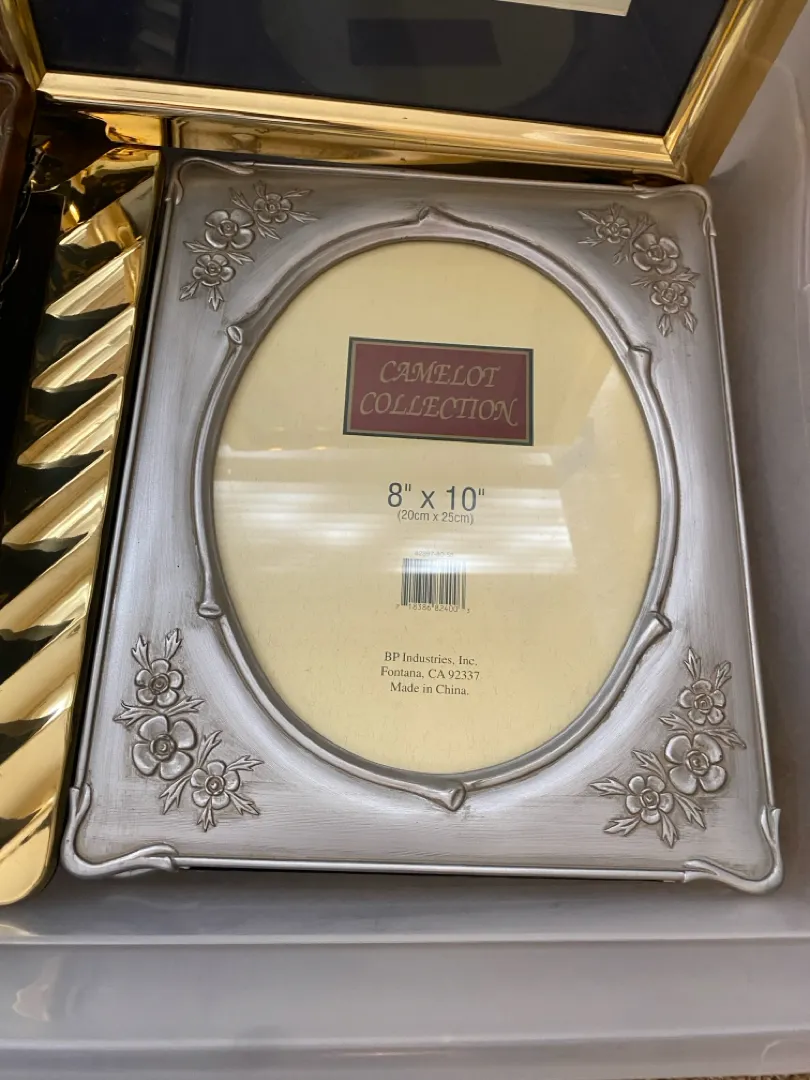 CAMELOT
COLLECTION
8" x 10"
(20cm x 25cm)
BP Industries, Inc.
Fontana, CA 92337
Made in China.